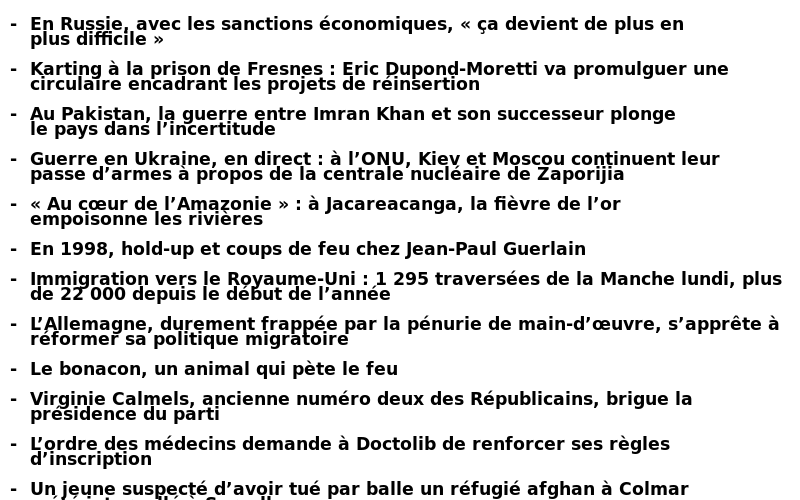 - En Russie, avec les sanctions économiques, « ça devient de plus en
plus difficile »
- Karting à la prison de Fresnes : Eric Dupond-Moretti va promulguer une
circulaire encadrant les projets de réinsertion
- Au Pakistan, la guerre entre Imran Khan et son successeur plonge
le pays dans l’incertitude
- Guerre en Ukraine, en direct : à l’ONU, Kiev et Moscou continuent leur
passe d’armes à propos de la centrale nucléaire de Zaporijia
- « Au cœur de l’Amazonie » : à Jacareacanga, la fièvre de l’or
empoisonne les rivières
- En 1998, hold-up et coups de feu chez Jean-Paul Guerlain
- Immigration vers le Royaume-Uni : 1 295 traversées de la Manche lundi, plus
de 22 000 depuis le début de l’année
- L’Allemagne, durement frappée par la pénurie de main-d’œuvre, s’apprête à
réformer sa politique migratoire
- Le bonacon, un animal qui pète le feu
- Virginie Calmels, ancienne numéro deux des Républicains, brigue la
présidence du parti
- L’ordre des médecins demande à Doctolib de renforcer ses règles
d’inscription
- Un jeune suspecté d’avoir tué par balle un réfugié afghan à Colmar